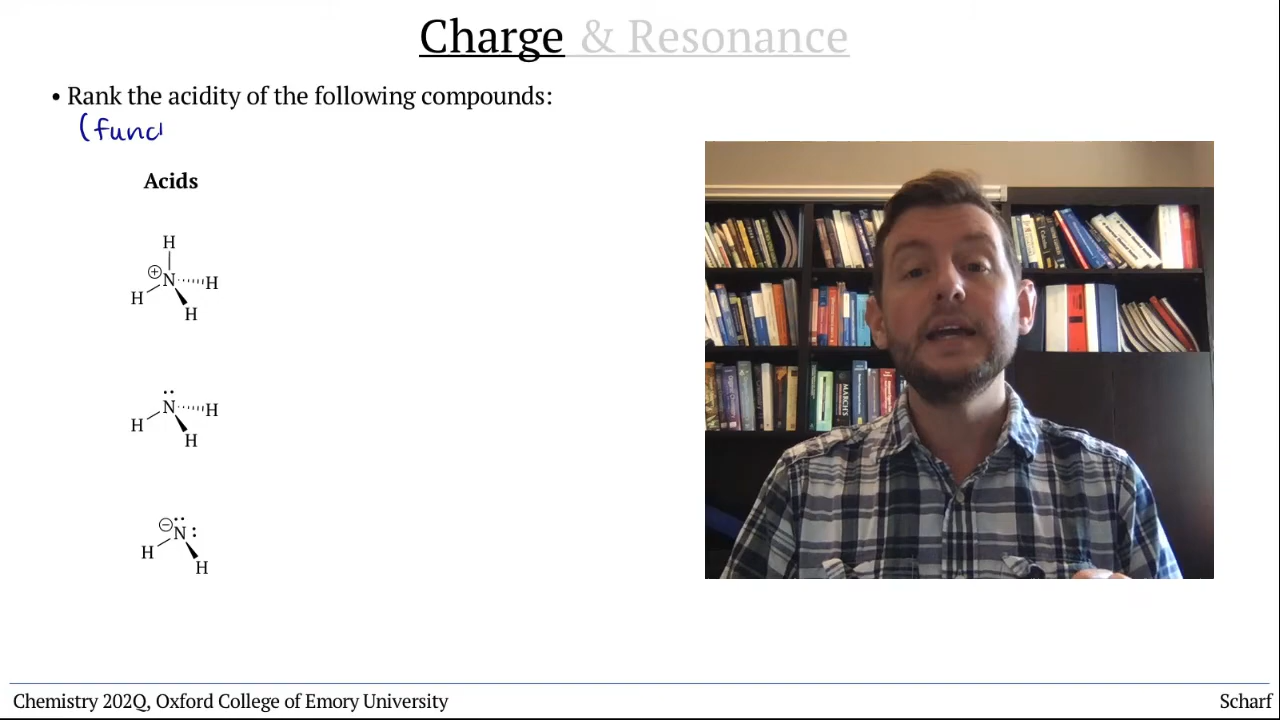 Charge & Resonance
• Rank the acidity of the following compounds:
(func
Acids
H
⊕
N H
H
H
N H
H
H
⊖
N
H
H
MARCH'S
Chemistry 202Q, Oxford College of Emory University
Scharf